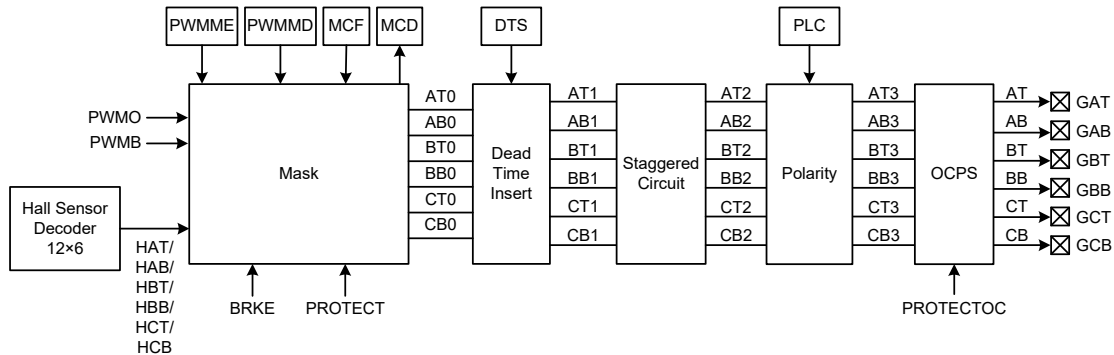 PWMME
PWMMD
MCF
MCD
DTS
PLC
PWMO
PWMB
Hall Sensor
Decoder
12×6
HAT/
HAB/
HBT/
HBB/
HCT/
HCB
Mask
BRKE
PROTECT
AT0
AB0
BT0
BB0
CT0
CB0
Dead
Time
Insert
AT1
AB1
BT1
BB1
CT1
CB1
Staggered
Circuit
AT2
AB2
BT2
BB2
CT2
CB2
Polarity
AT3
AB3
BT3
BB3
CT3
CB3
OCPS
PROTECTOC
AT
AB
BT
BB
CT
CB
GAT
GAB
GBT
GBB
GCT
GCB